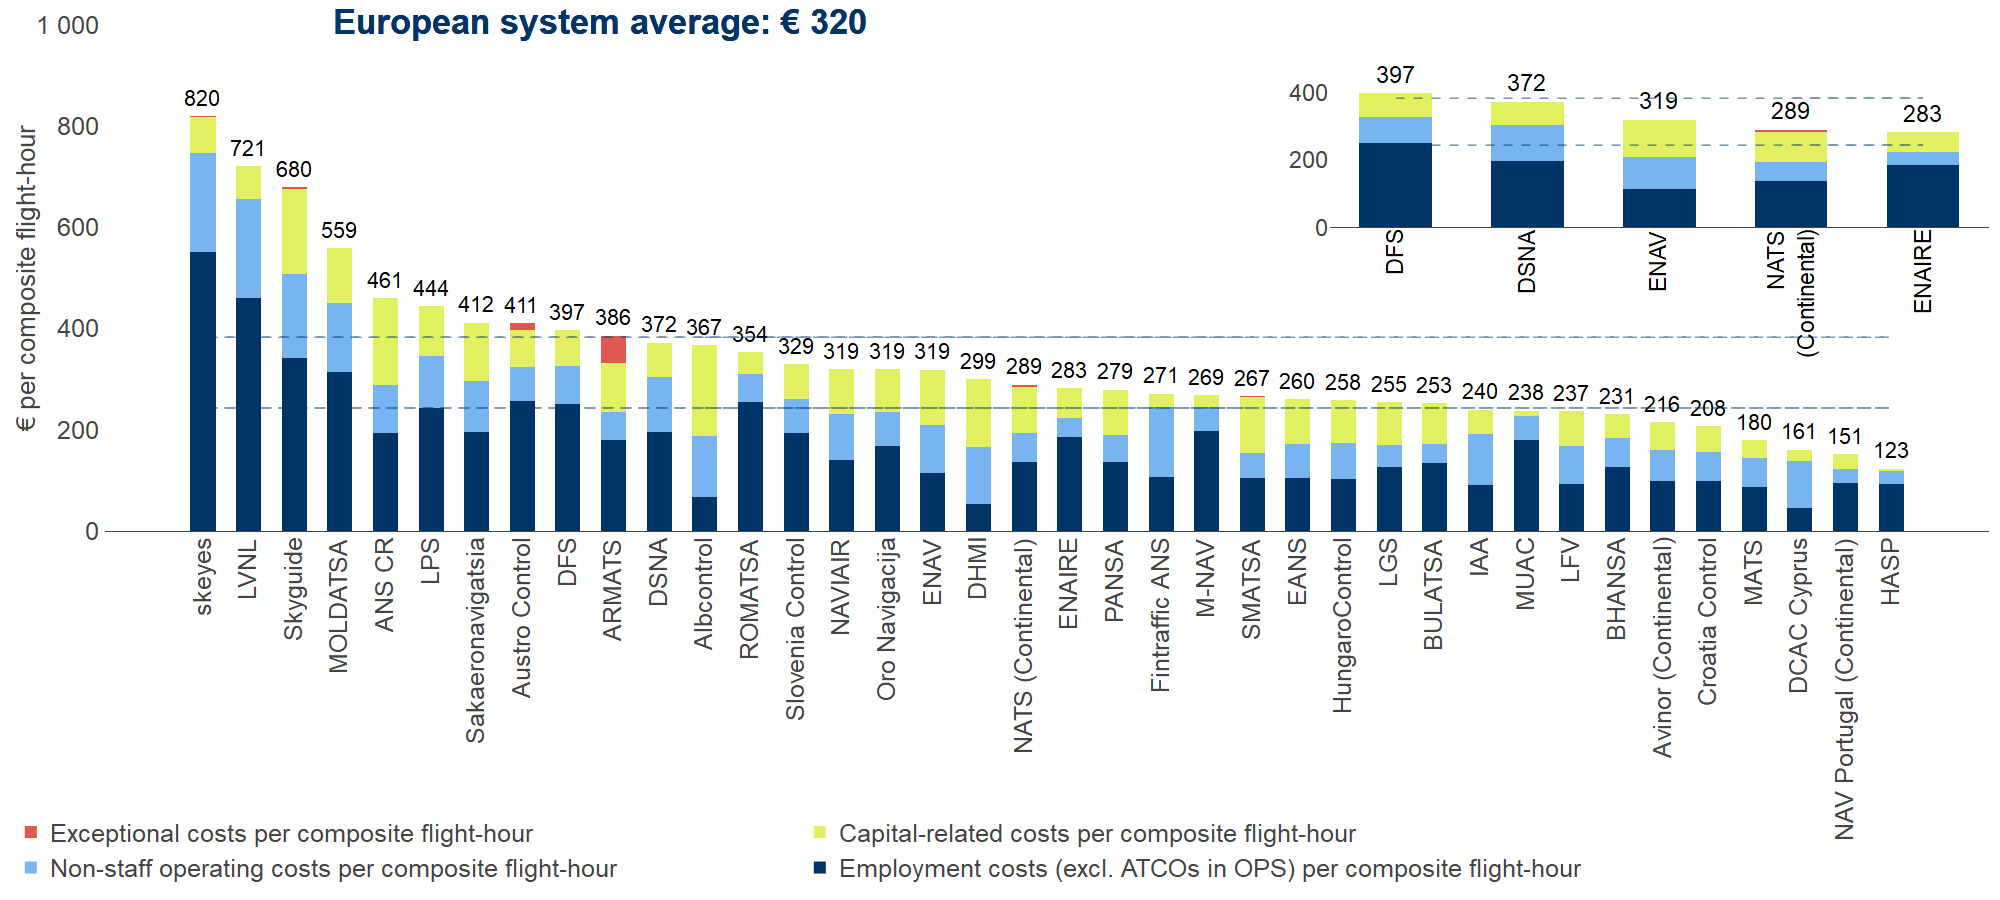 European system average: € 320
€ per composite flight-hour
1 000
800
600
400
200
0
820
721
680
559
461
444
412
411
397
386
372
367
354
329
319
319
319
299
289
283
279
271
269
267
260
258
255
253
240
238
237
231
216
208
180
161
151
123
skeyes
LVNL
Skyguide
MOLDATSA
ANS CR
LPS
Sakaeronavigatsia
Austro Control
DFS
ARMATS
DSNA
Albcontrol
ROMATSA
Slovenia Control
NAVIAIR
Oro Navigacija
ENAV
DHMI
NATS (Continental)
ENAIRE
PANSA
Fintraffic ANS
M-NAV
SMATSA
EANS
HungaroControl
LGS
BULATSA
IAA
MUAC
LFV
BHANSA
Avinor (Continental)
Croatia Control
MATS
DCAC Cyprus
NAV Portugal (Continental)
HASP
400
200
0
397
372
319
289
283
DFS
DSNA
ENAV
NATS
(Continental)
ENAIRE
Exceptional costs per composite flight-hour
Capital-related costs per composite flight-hour
Non-staff operating costs per composite flight-hour
Employment costs (excl. ATCOs in OPS) per composite flight-hour